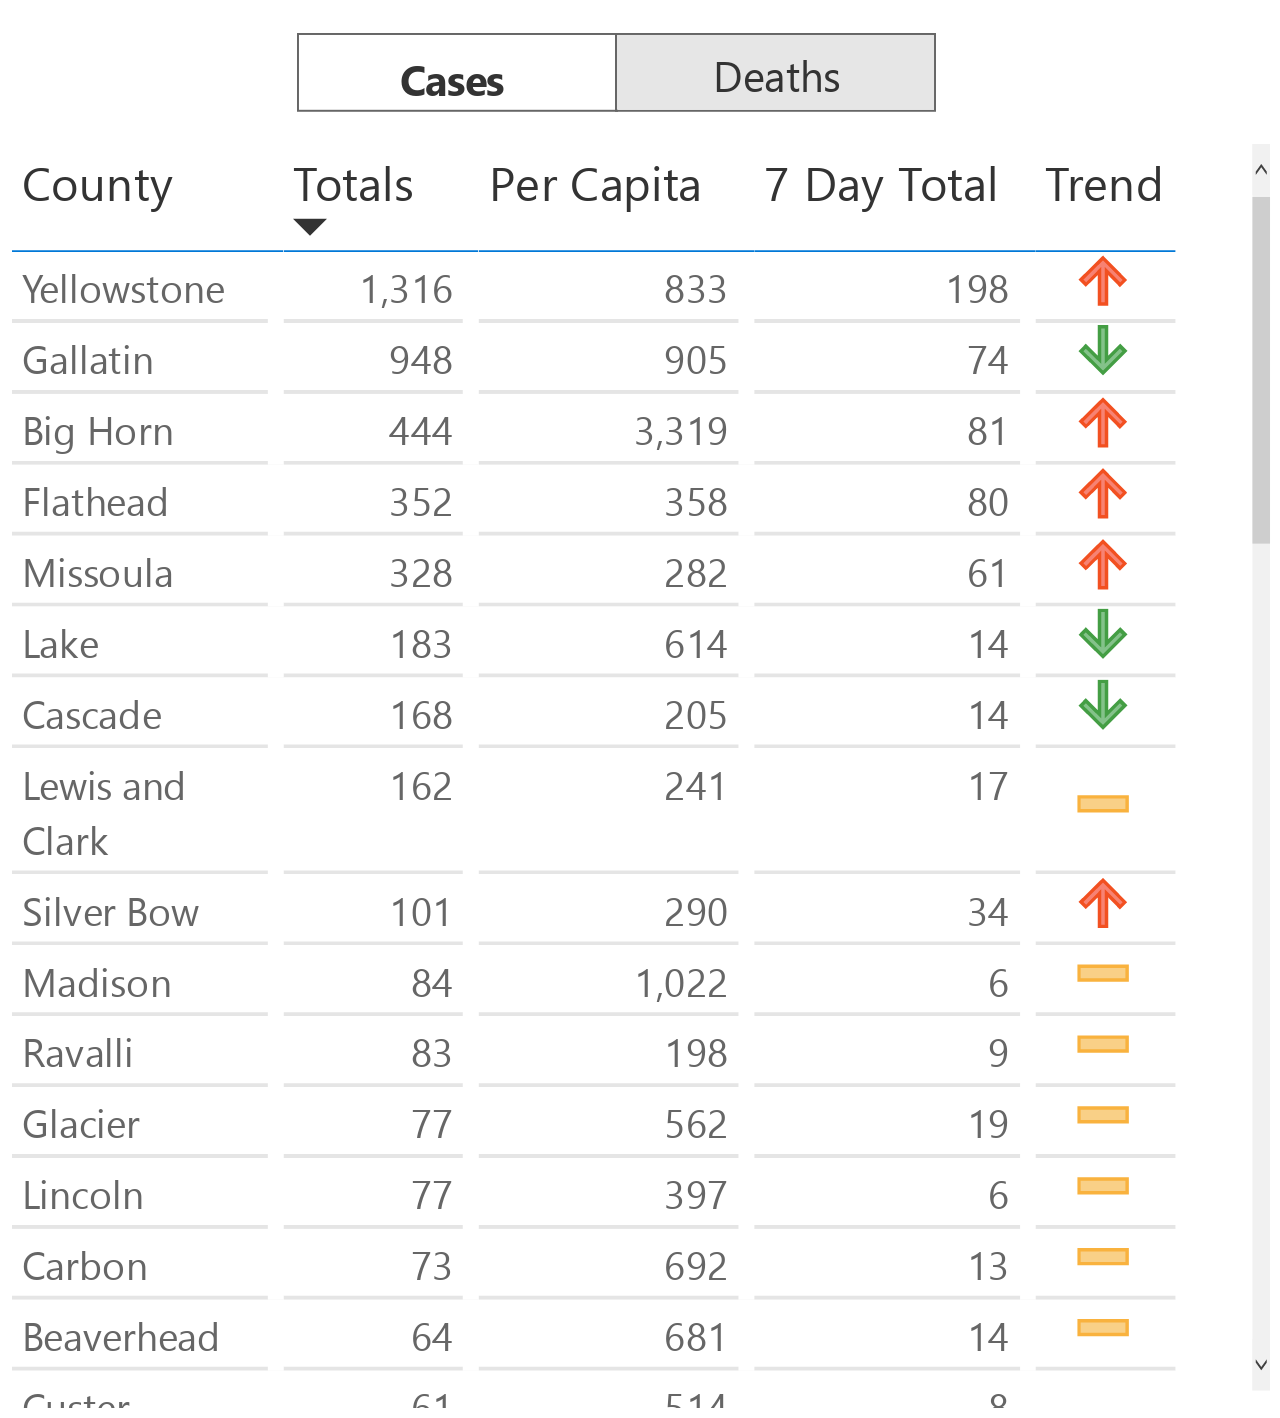 Cases Deaths
County Totals Per Capita 7 Day Total Trend
Yellowstone 1,316 833 198
Gallatin 948 905 74
Big Horn 444 3,319 81
Flathead 352 358 80
Missoula 328 282 61
Lake 183 614 14
Cascade 168 205 14
Lewis and 162 241 17
Clark
Silver Bow 101 290 34
Madison 84 1,022 6
Ravalli 83 198 9
Glacier 77 562 19
Lincoln 77 397 6
Carbon 73 692 13
Beaverhead 64 681 14
Custer 61 514 8